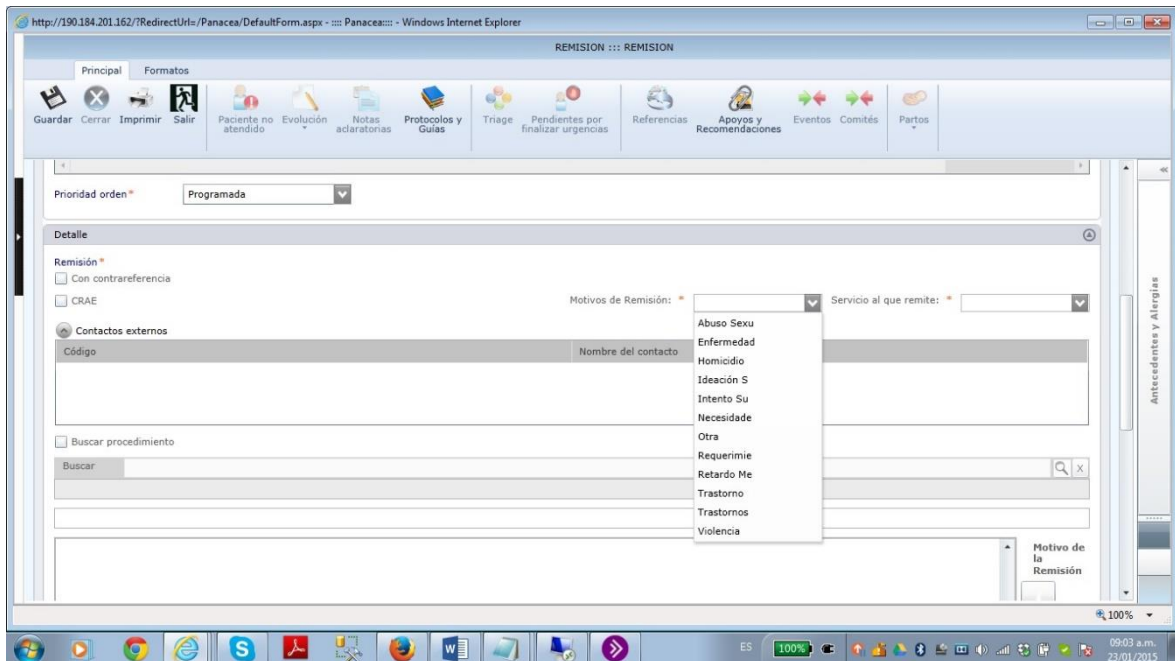 http://190.184.201.162/?RedirectUrl=/Panacea/DefaultForm.aspx - :::: Panacea:::: - Windows Internet Explorer
REMISION ::: REMISION
Principal Formatos
Guardar Cerrar Imprimir Salir Paciente no atendido Evolución Notas aclaratorias Protocolos y Guías Triage Pendientes por finalizar urgencias Referencias Apoyos y Recomendaciones Eventos Comités Partos
Prioridad orden* Programada
Detalle
Remisión*
Con contrareferencia
CRAE Motivos de Remisión: * Servicio al que remite: *
Contactos externos
Código Nombre del contacto
Abuso Sexu
Enfermedad
Homicidio
Ideación S
Intento Su
Necesidade
Otra
Requerimie
Retardo Me
Trastorno
Trastornos
Violencia
Buscar procedimiento
Buscar X
Motivo de
la
Remisión
Antecedentes y Alergias
100%
ES 100% 09:03 a.m.
23/01/2015